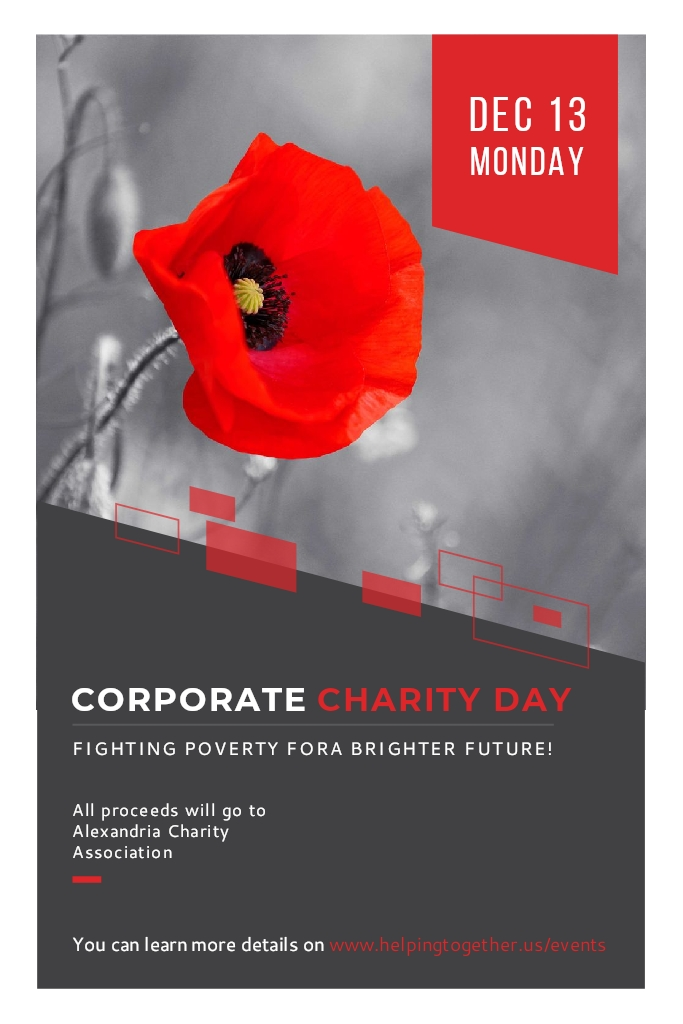 DEC 13
MONDAY
CORPORATE CHARITY DAY
FIGHTING POVERTY FORA BRIGHTER FUTURE!
All proceeds will go to
Alexandria Charity
Association
You can learn more details on www.helpingtogether.us/events